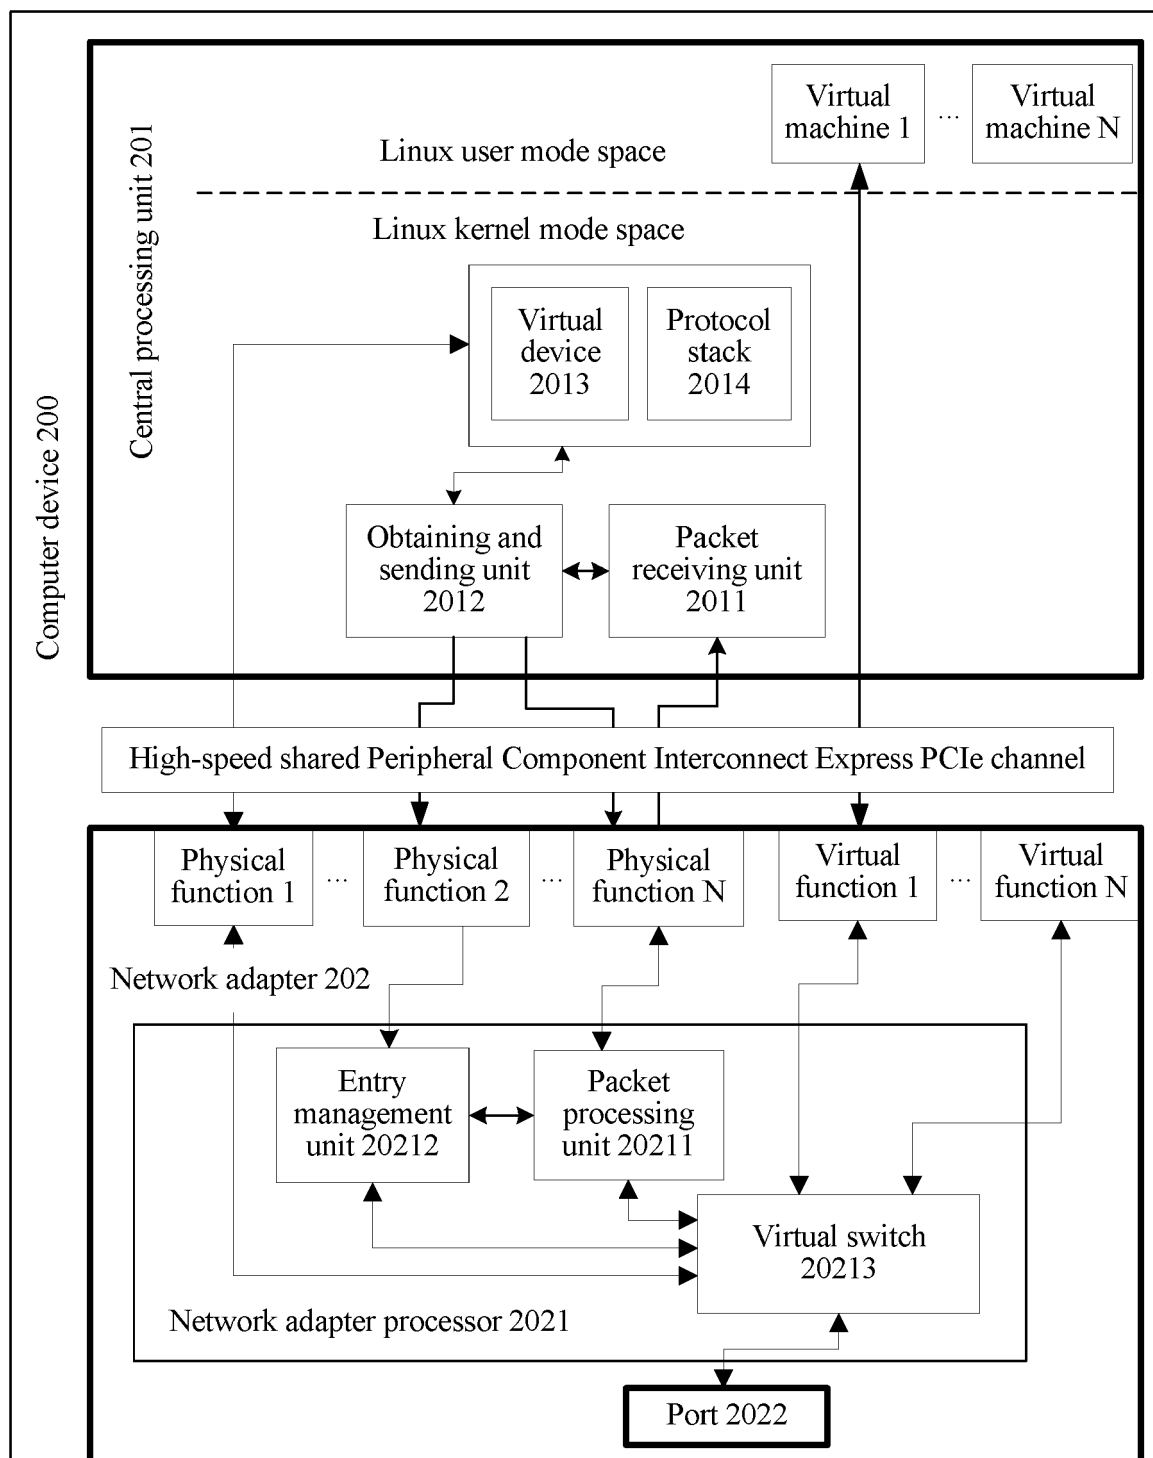 Computer device 200
Central processing unit 201
Virtual
machine 1
...
Virtual
machine N
Linux user mode space
Linux kernel mode space
Virtual
device
2013
Protocol
stack
2014
Obtaining and
sending unit
2012
Packet
receiving unit
2011
High-speed shared Peripheral Component Interconnect Express PCIe channel
Physical
function 1
...
Physical
function 2
...
Physical
function N
Virtual
function 1
...
Virtual
function N
Network adapter 202
Entry
management
unit 20212
Packet
processing
unit 20211
Virtual switch
20213
Network adapter processor 2021
Port 2022